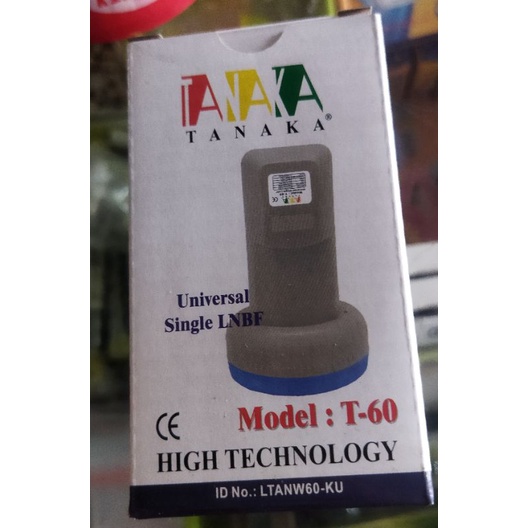 TANAKA
TANAKA®
Universal
Single LNBF
CE
Model : T-60
HIGH TECHNOLOGY
ID No.: LTANW60-KU